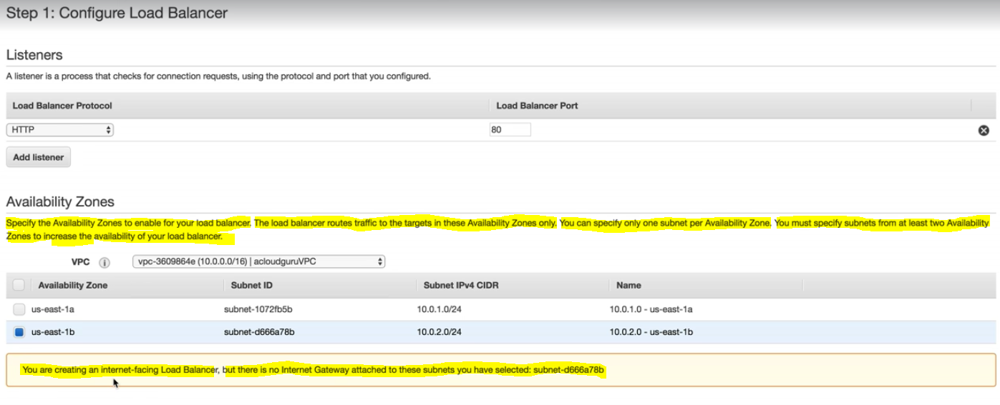 Step 1: Configure Load Balancer
Listeners
A listener is a process that checks for connection requests, using the protocol and port that you configured.
Load Balancer Protocol Load Balancer Port
HTTP 80
Add listener
Availability Zones
Specify the Availability Zones to enable for your load balancer. The load balancer routes traffic to the targets in these Availability Zones only. You can specify only one subnet per Availability Zone. You must specify subnets from at least two Availability
Zones to increase the availability of your load balancer.
VPC i vpc-3609864e (10.0.0.0/16) | acloudguruVPC
Availability Zone Subnet ID Subnet IPv4 CIDR Name
us-east-1a subnet-1072fb5b 10.0.1.0/24 10.0.1.0 - us-east-1a
us-east-1b subnet-d666a78b 10.0.2.0/24 10.0.2.0 - us-east-1b
You are creating an internet-facing Load Balancer, but there is no Internet Gateway attached to these subnets you have selected: subnet-d666a78b